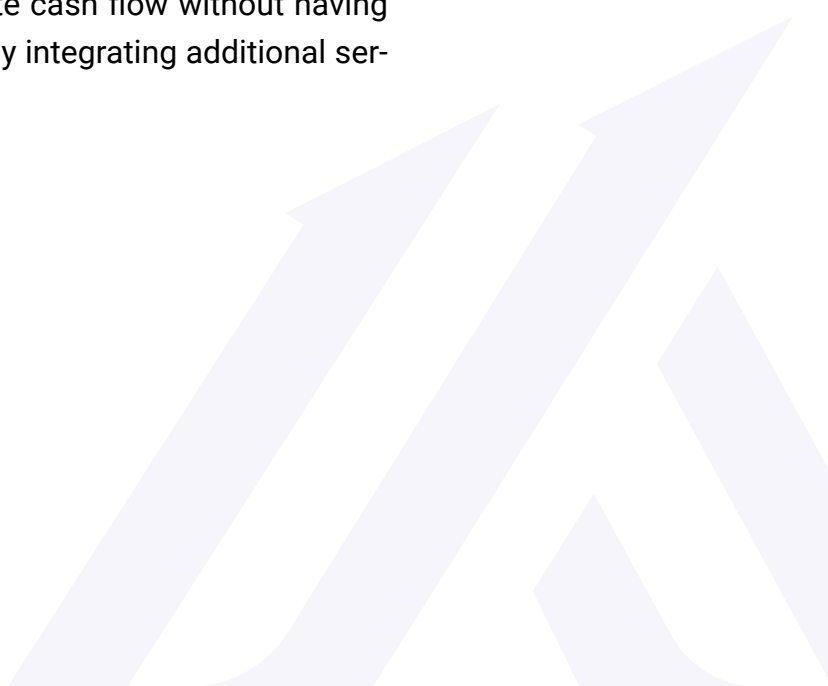 cash flow without having
y integrating additional ser-